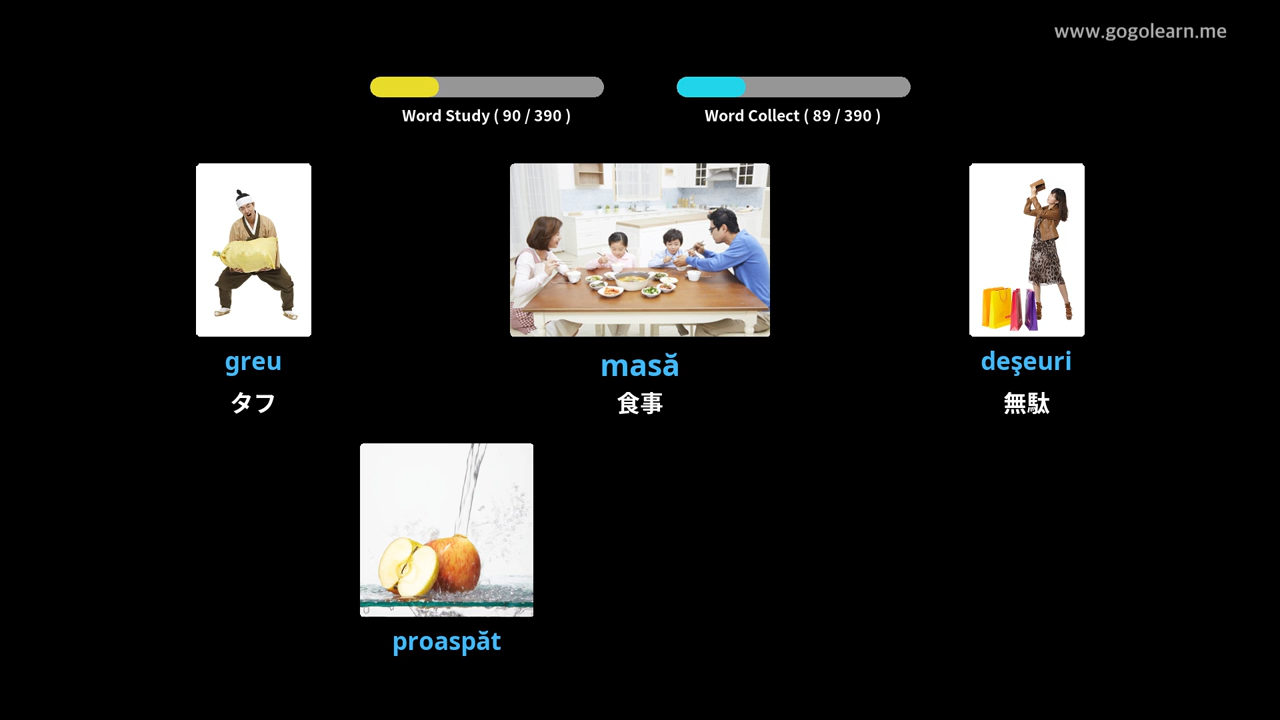 www.gogolearn.me
Word Study ( 90 / 390 )
Word Collect ( 89 / 390 )
greu
masă
deşeuri
タフ
食事
無駄
proaspăt